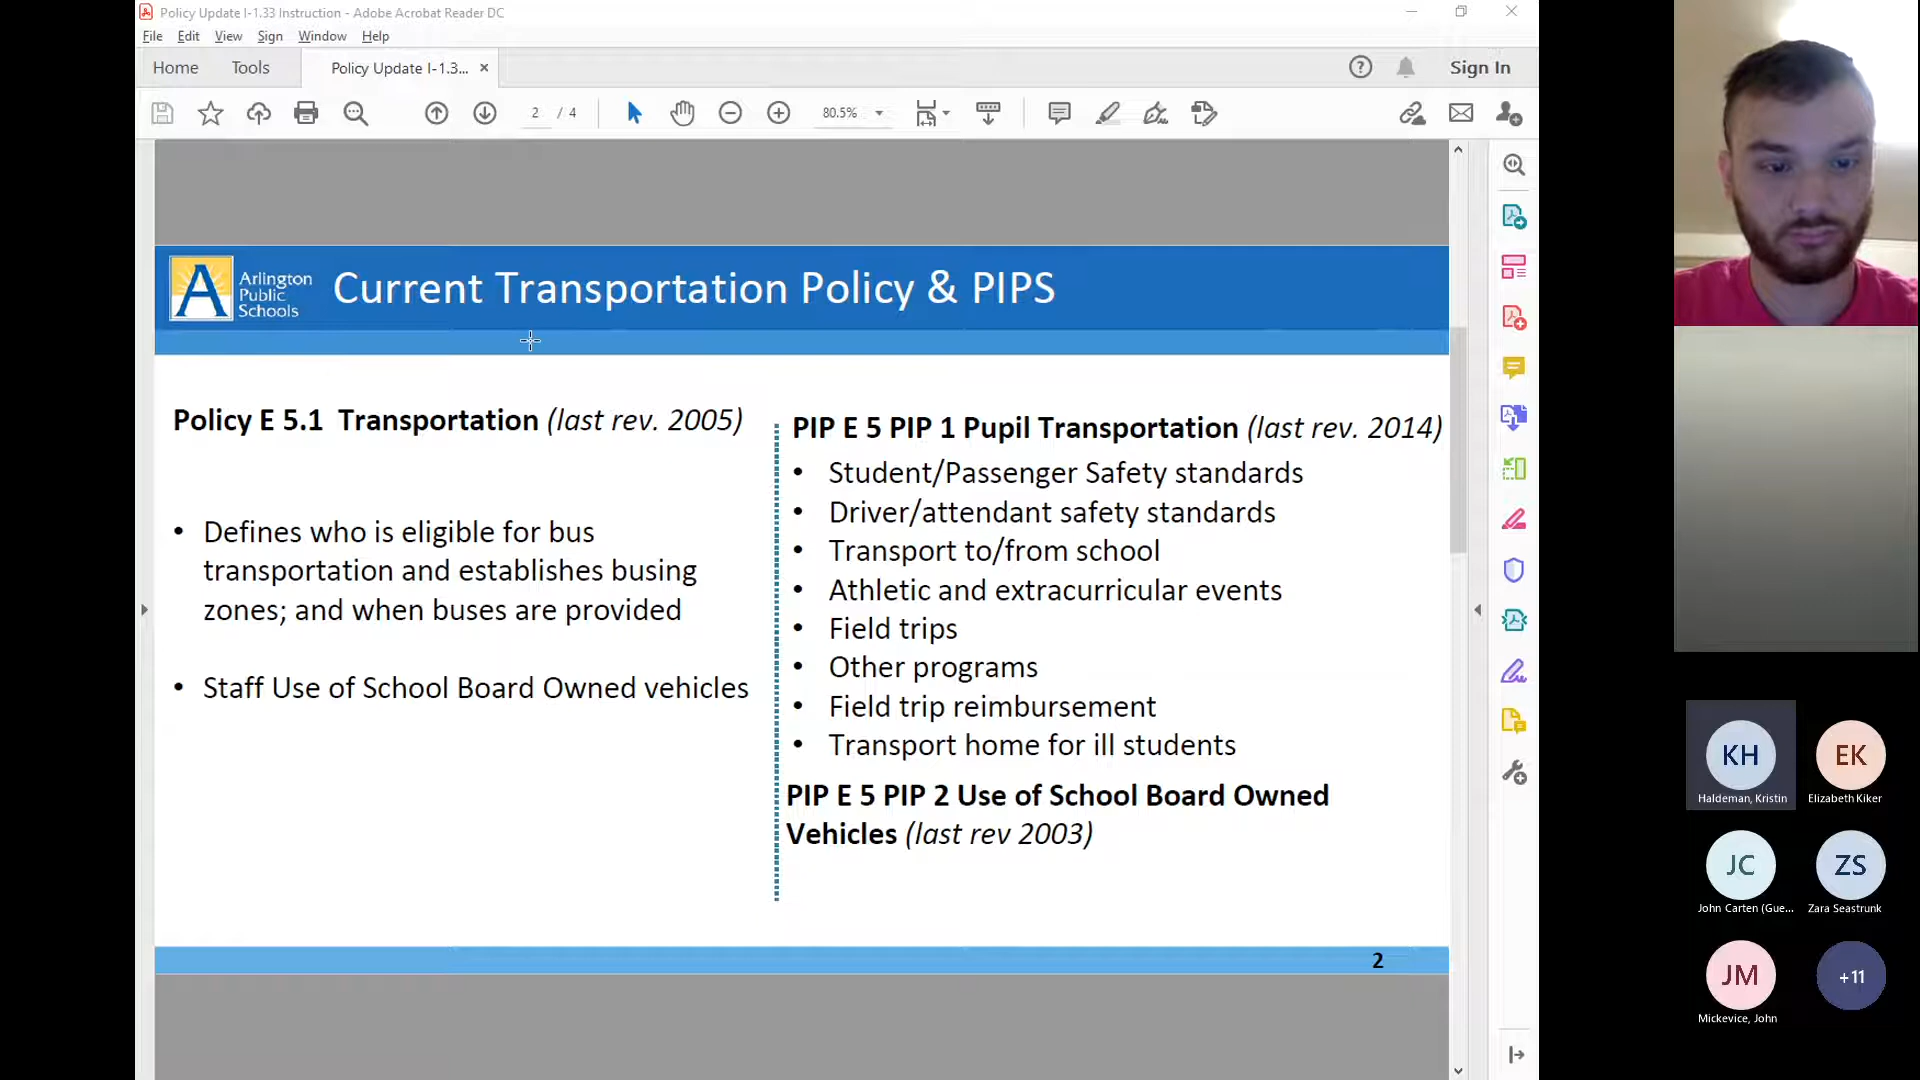 Policy Update I-1.33 Instruction - Adobe Acrobat Reader DC
File Edit View Sign Window Help
Home Tools Policy Update I-1.3... × Sign In
2 / 4 80.5%
Arlington
Public
Schools
Current Transportation Policy & PIPS
Policy E 5.1 Transportation (last rev. 2005)
• Defines who is eligible for bus
transportation and establishes busing
zones; and when buses are provided
• Staff Use of School Board Owned vehicles
PIP E 5 PIP 1 Pupil Transportation (last rev. 2014)
• Student/Passenger Safety standards
• Driver/attendant safety standards
• Transport to/from school
• Athletic and extracurricular events
• Field trips
• Other programs
• Field trip reimbursement
• Transport home for ill students
PIP E 5 PIP 2 Use of School Board Owned
Vehicles (last rev 2003)
2
KH
Haldeman, Kristin
EK
Elizabeth Kiker
JC
John Carten (Gue...
ZS
Zara Seastrunk
JM
Mickevice, John
+11